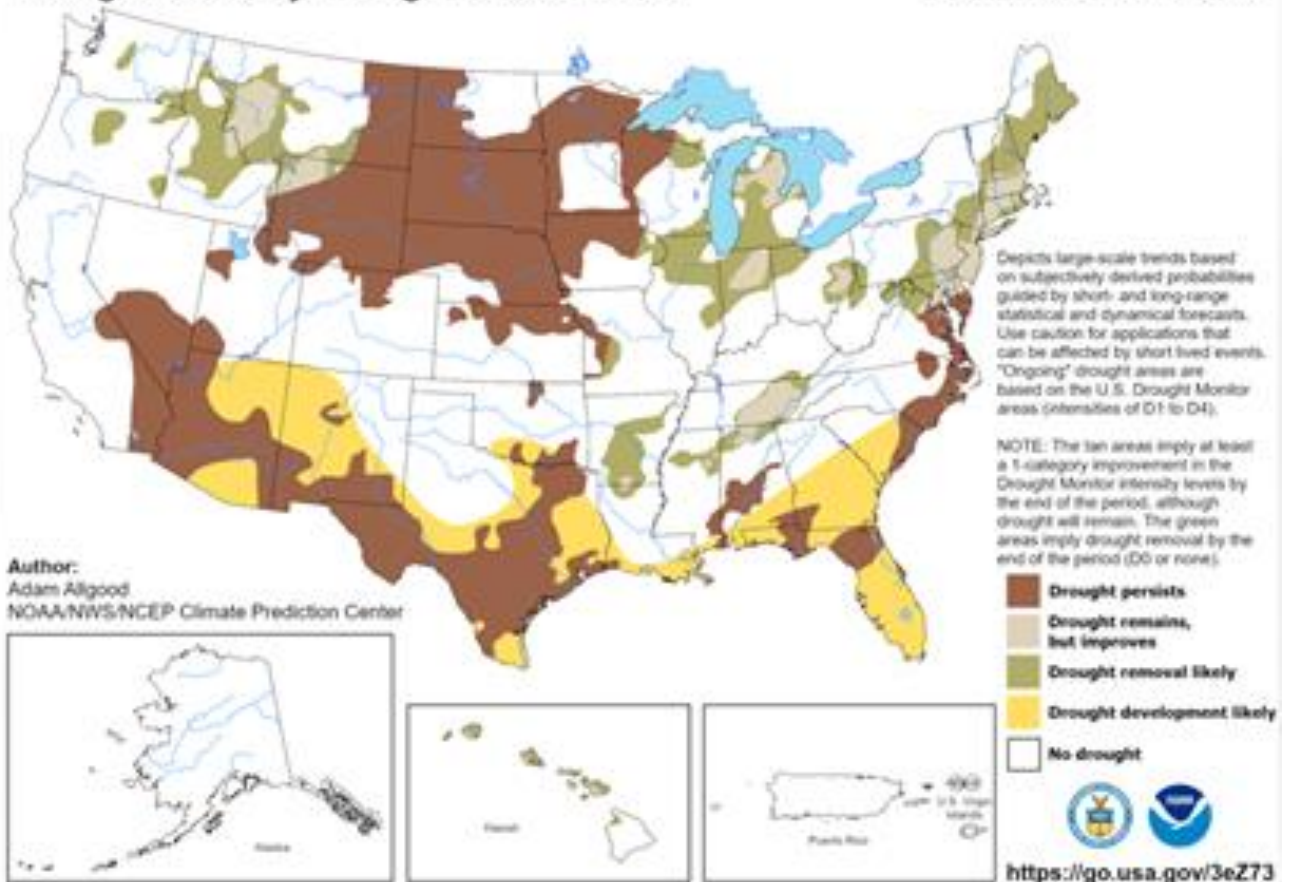 Depicts large-scale trends based
on subjectively derived probabilities
guided by short- and long-range
statistical and dynamical forecasts.
Use caution for applications that
can be affected by short lived events.
"Ongoing" drought areas are
based on the U.S. Drought Monitor
areas (intensities of D1 to D4).
NOTE: The tan areas imply at least
a 1-category improvement in the
Drought Monitor intensity levels by
the end of the period, although
drought will remain. The green
areas imply drought removal by the
end of the period (D0 or none).
Author:
Adam Allgood
NOAA/NWS/NCEP Climate Prediction Center
Drought persists
Drought remains,
but improves
Drought removal likely
Drought development likely
No drought
Alaska
Hawaii
Puerto Rico
U.S. Virgin
Islands
https://go.usa.gov/3eZ73